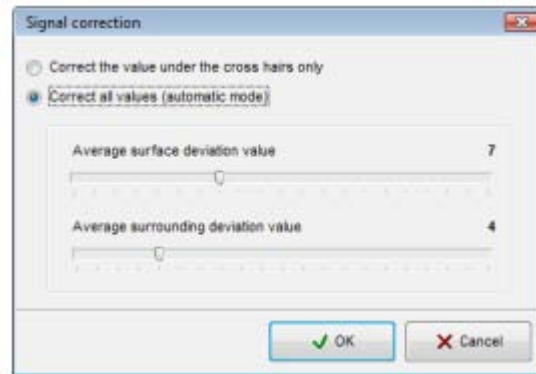 Signal correction
Correct the value under the cross hairs only
Correct all values (automatic mode)
Average surface deviation value 7
Average surrounding deviation value 4
OK Cancel